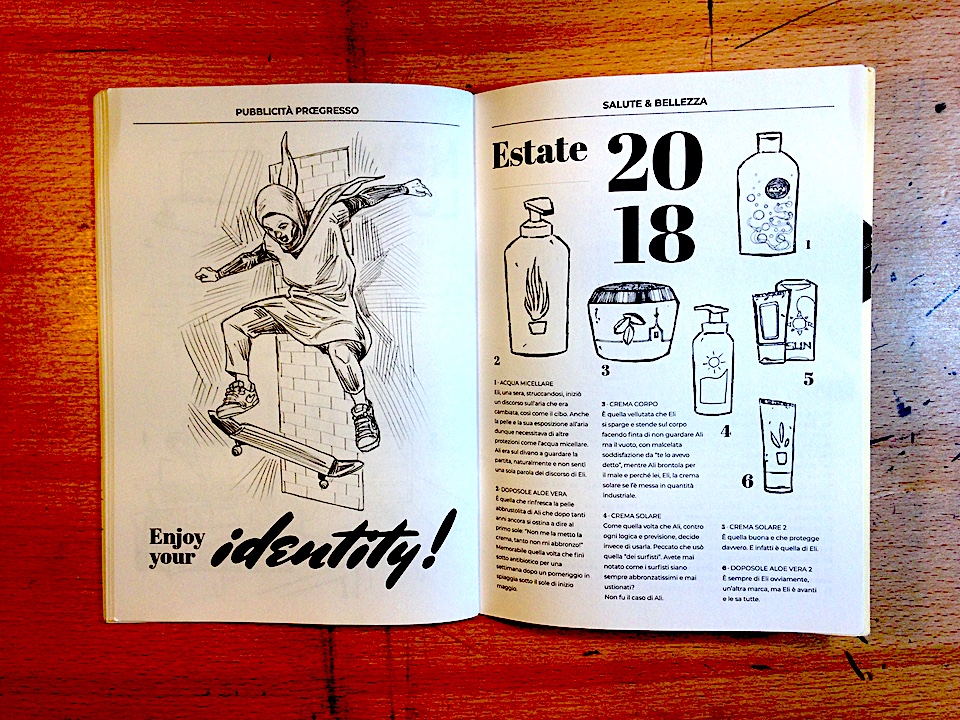 PUBBLICITÀ PRŒGRESSO
Enjoy
your
identity!
SALUTE & BELLEZZA
Estate
20
18
1
2
3
4
5
SUN
6
1 - ACQUA MICELLARE
Eli, una sera, struccandosi, iniziò
un discorso sull'aria che era
cambiata, così come il cibo. Anche
la pelle e la sua esposizione all'aria
dunque necessitava di altre
protezioni come l'acqua micellare.
Ali era sul divano a guardare la
partita, naturalmente e non sentì
una sola parola del discorso di Eli.
2- DOPOSOLE ALOE VERA
È quella che rinfresca la pelle
abbrustolita di Ali che dopo tanti
anni ancora si ostina a dire al
primo sole: "Non me la metto la
crema, tanto non mi abbronzo!"
Memorabile quella volta che finì
sotto antibiotico per una
settimana dopo un pomeriggio in
spiaggia sotto il sole di inizio
maggio.
3 - CREMA CORPO
È quella vellutata che Eli
si sparge e stende sul corpo
facendo finta di non guardare Ali
ma il vuoto, con malcelata
soddisfazione da "te lo avevo
detto", mentre Ali brontola per
il male e perché lei, Eli, la crema
solare se l'è messa in quantità
industriale.
4 - CREMA SOLARE
Come quella volta che Ali, contro
ogni logica e previsione, decide
invece di usarla. Peccato che usò
quella "dei surfisti". Avete mai
notato come i surfisti siano
sempre abbronzatissimi e mai
ustionati?
Non fu il caso di Ali.
5 - CREMA SOLARE 2
È quella buona e che protegge
davvero. E infatti è quella di Eli.
6 - DOPOSOLE ALOE VERA 2
È sempre di Eli ovviamente,
un'altra marca, ma Eli è avanti
e le sa tutte.